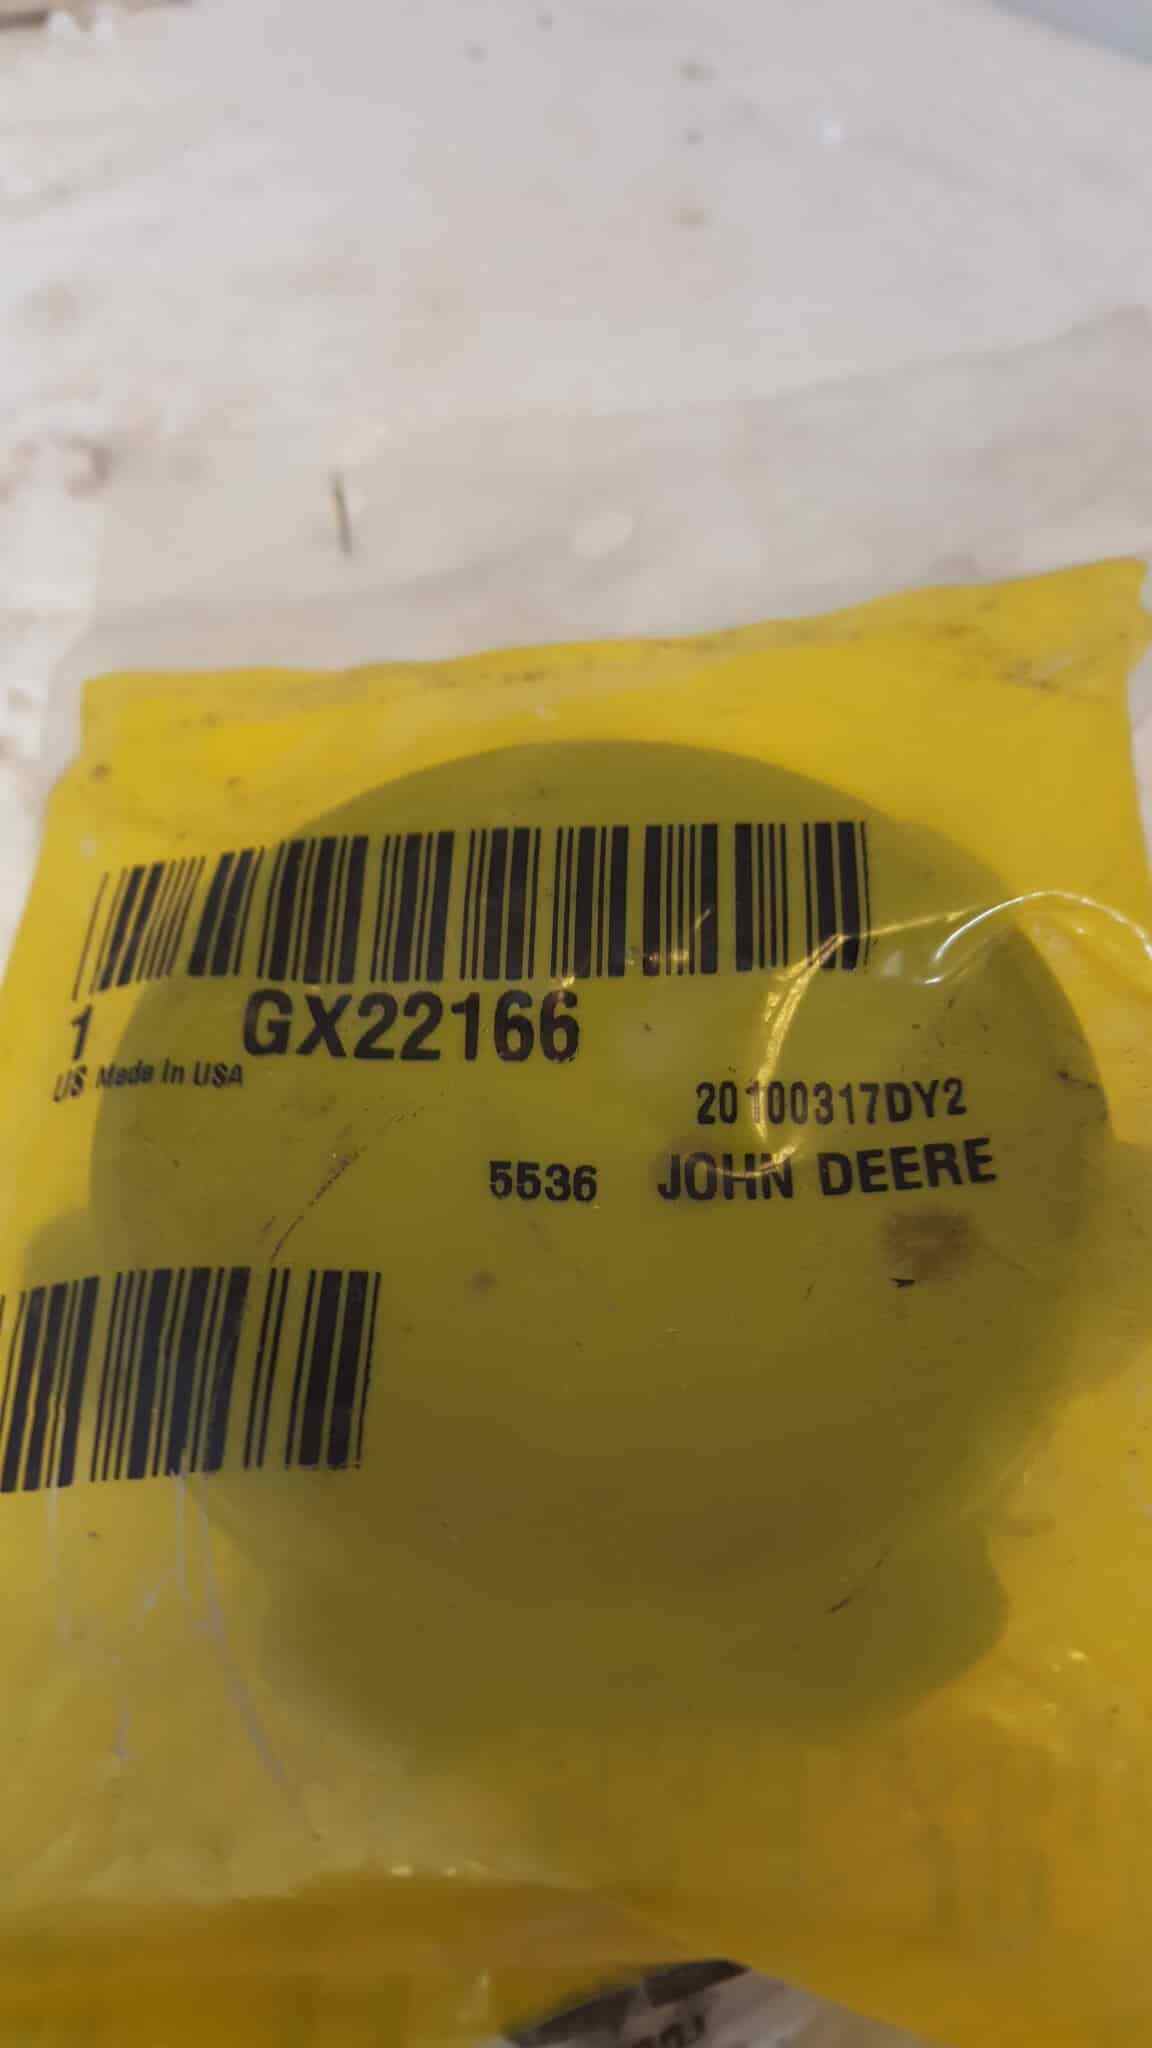 1 GX22166
US Made In USA
20100317DY2
5536 JOHN DEERE